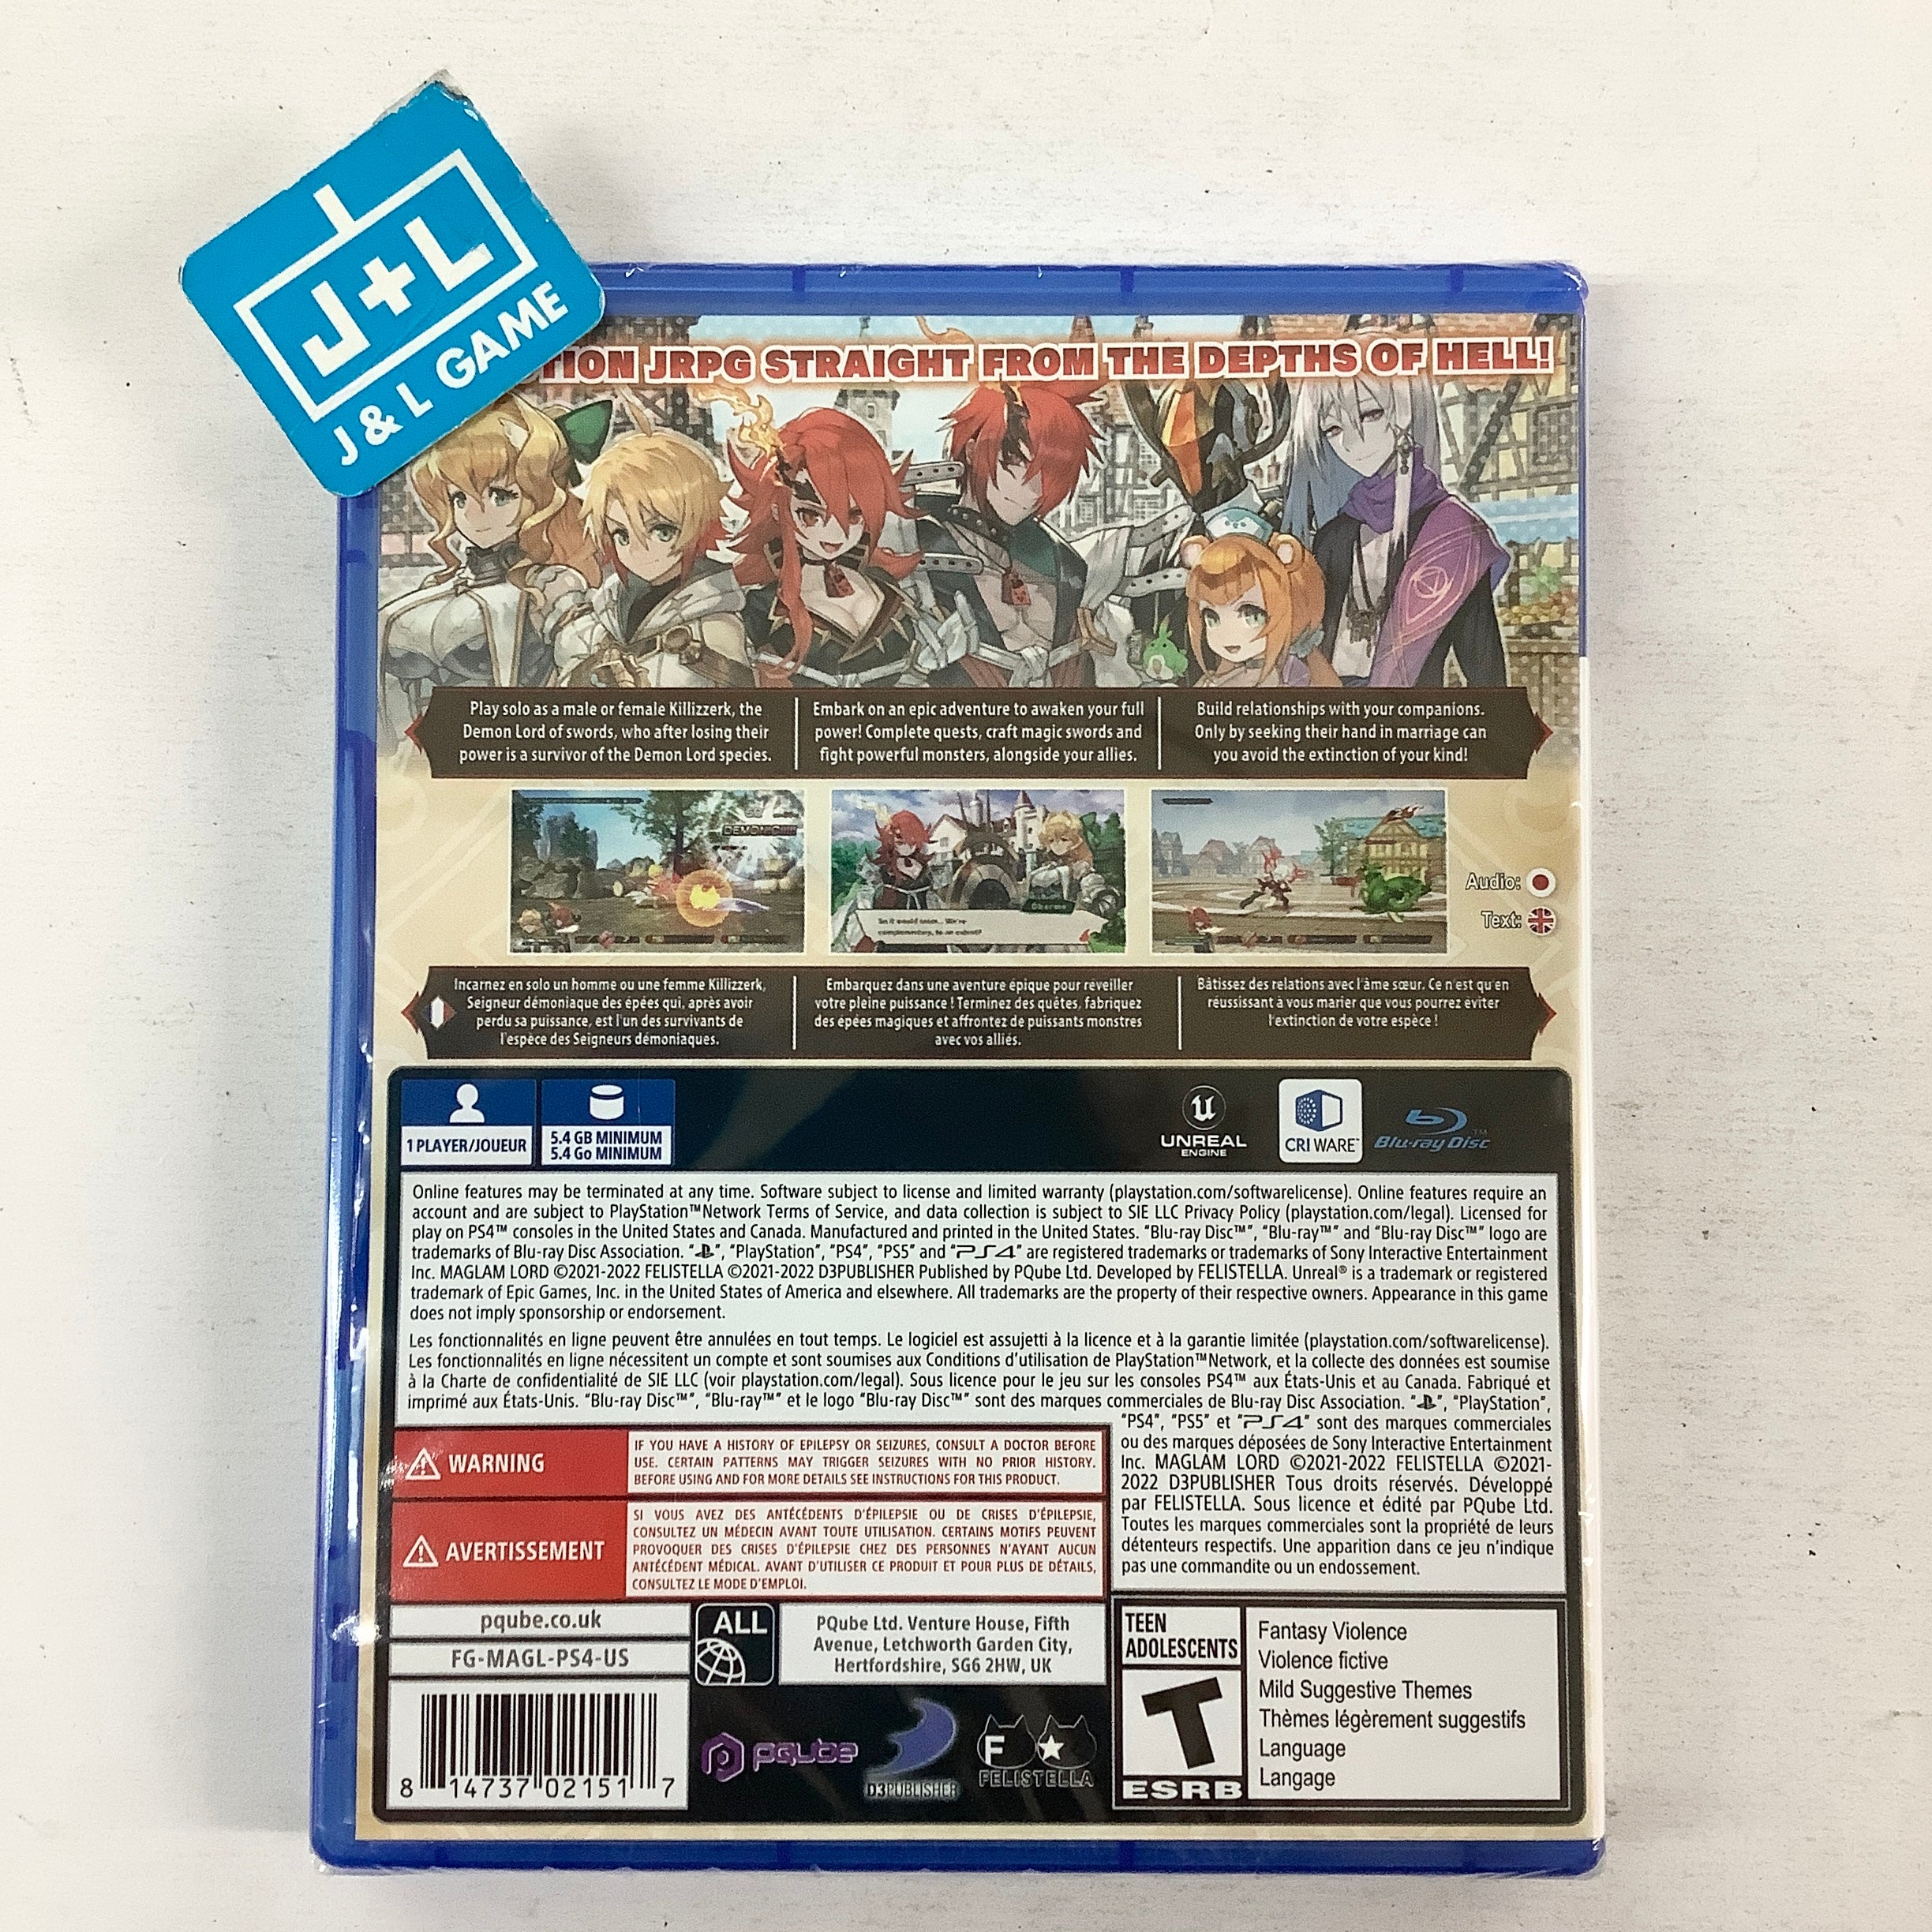 J+L
J & L GAME
JRPG STRAIGHT FROM THE DEPTHS OF HELL!
Play solo as a male or female Killizzerk, the
Demon Lord of swords, who after losing their
power is a survivor of the Demon Lord species.
Embark on an epic adventure to awaken your full
power! Complete quests, craft magic swords and
fight powerful monsters, alongside your allies.
Build relationships with your companions.
Only by seeking their hand in marriage can
you avoid the extinction of your kind!
DEMONIC!!!!
So it would seem... We're
complementary, to an extent?
Audio:
Text:
Incarnez en solo un homme ou une femme Killizzerk,
Seigneur démoniaque des épées qui, après avoir
perdu sa puissance, est l'un des survivants de
l'espèce des Seigneurs démoniaques.
Embarquez dans une aventure épique pour réveiller
votre pleine puissance ! Terminez des quêtes, fabriquez
des épées magiques et affrontez de puissants monstres
avec vos alliés.
Bâtissez des relations avec l'âme sœur. Ce n'est qu'en
réussissant à vous marier que vous pourrez éviter
l'extinction de votre espèce !
1 PLAYER/JOUEUR
5.4 GB MINIMUM
5.4 Go MINIMUM
UNREAL
ENGINE
CRI WARE™
Blu-ray Disc™
Online features may be terminated at any time. Software subject to license and limited warranty (playstation.com/softwarelicense). Online features require an
account and are subject to PlayStation™Network Terms of Service, and data collection is subject to SIE LLC Privacy Policy (playstation.com/legal). Licensed for
play on PS4™ consoles in the United States and Canada. Manufactured and printed in the United States. "Blu-ray Disc™", "Blu-ray™" and "Blu-ray Disc™" logo are
trademarks of Blu-ray Disc Association. "", "PlayStation", "PS4", "PS5" and "PS4" are registered trademarks or trademarks of Sony Interactive Entertainment
Inc. MAGLAM LORD ©2021-2022 FELISTELLA ©2021-2022 D3PUBLISHER Published by PQube Ltd. Developed by FELISTELLA. Unreal® is a trademark or registered
trademark of Epic Games, Inc. in the United States of America and elsewhere. All trademarks are the property of their respective owners. Appearance in this game
does not imply sponsorship or endorsement.
Les fonctionnalités en ligne peuvent être annulées en tout temps. Le logiciel est assujetti à la licence et à la garantie limitée (playstation.com/softwarelicense).
Les fonctionnalités en ligne nécessitent un compte et sont soumises aux Conditions d'utilisation de PlayStation™Network, et la collecte des données est soumise
à la Charte de confidentialité de SIE LLC (voir playstation.com/legal). Sous licence pour le jeu sur les consoles PS4™ aux États-Unis et au Canada. Fabriqué et
imprimé aux États-Unis. "Blu-ray Disc™", "Blu-ray™" et le logo "Blu-ray Disc™" sont des marques commerciales de Blu-ray Disc Association. "", "PlayStation",
"PS4", "PS5" et "PS4" sont des marques commerciales
ou des marques déposées de Sony Interactive Entertainment
Inc. MAGLAM LORD ©2021-2022 FELISTELLA ©2021-
2022 D3PUBLISHER Tous droits réservés. Développé
par FELISTELLA. Sous licence et édité par PQube Ltd.
Toutes les marques commerciales sont la propriété de leurs
détenteurs respectifs. Une apparition dans ce jeu n'indique
pas une commandite ou un endossement.
WARNING
IF YOU HAVE A HISTORY OF EPILEPSY OR SEIZURES, CONSULT A DOCTOR BEFORE
USE. CERTAIN PATTERNS MAY TRIGGER SEIZURES WITH NO PRIOR HISTORY.
BEFORE USING AND FOR MORE DETAILS SEE INSTRUCTIONS FOR THIS PRODUCT.
AVERTISSEMENT
SI VOUS AVEZ DES ANTÉCÉDENTS D'ÉPILEPSIE OU DE CRISES D'ÉPILEPSIE,
CONSULTEZ UN MÉDECIN AVANT TOUTE UTILISATION. CERTAINS MOTIFS PEUVENT
PROVOQUER DES CRISES D'ÉPILEPSIE CHEZ DES PERSONNES N'AYANT AUCUN
ANTÉCÉDENT MÉDICAL. AVANT D'UTILISER CE PRODUIT ET POUR PLUS DE DÉTAILS,
CONSULTEZ LE MODE D'EMPLOI.
pqube.co.uk
FG-MAGL-PS4-US
ALL
PQube Ltd. Venture House, Fifth
Avenue, Letchworth Garden City,
Hertfordshire, SG6 2HW, UK
8 14737 02151 7
PQube
D3PUBLISHER
F
FELISTELLA
TEEN
ADOLESCENTS
T
ESRB
Fantasy Violence
Violence fictive
Mild Suggestive Themes
Thèmes légèrement suggestifs
Language
Langage